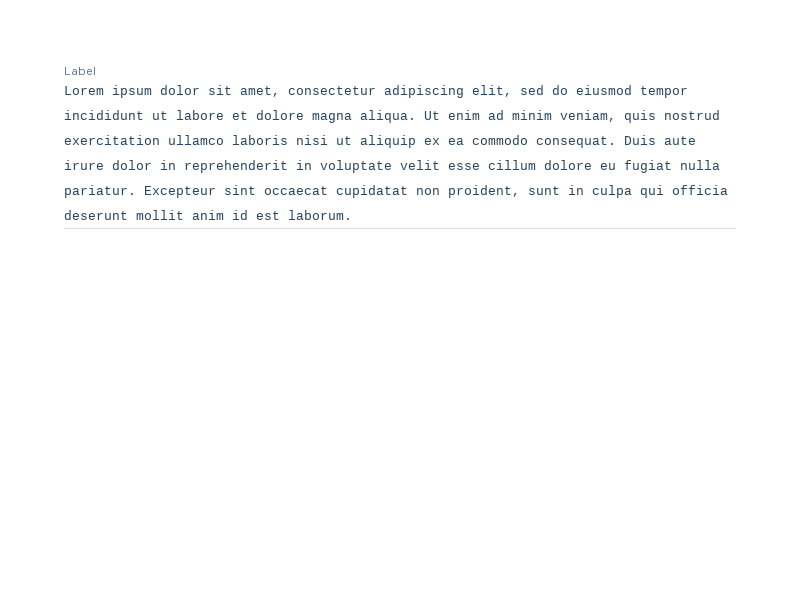 Label
Lorem ipsum dolor sit amet, consectetur adipiscing elit, sed do eiusmod tempor
incididunt ut labore et dolore magna aliqua. Ut enim ad minim veniam, quis nostrud
exercitation ullamco laboris nisi ut aliquip ex ea commodo consequat. Duis aute
irure dolor in reprehenderit in voluptate velit esse cillum dolore eu fugiat nulla
pariatur. Excepteur sint occaecat cupidatat non proident, sunt in culpa qui officia
deserunt mollit anim id est laborum.